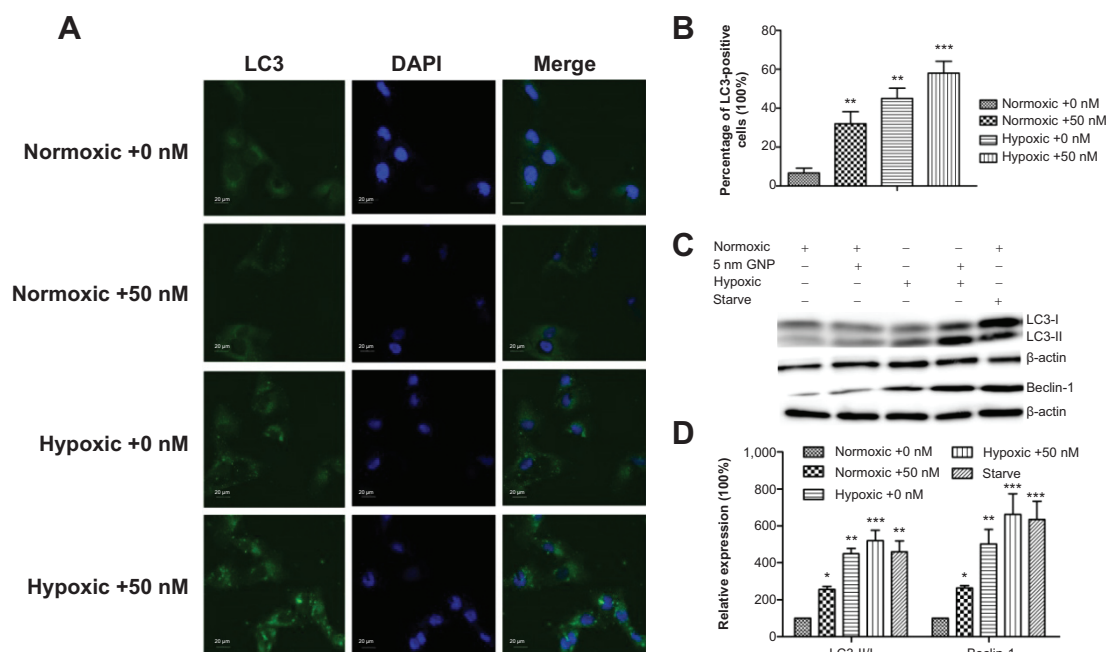 A
LC3 DAPI Merge
Normoxic +0 nM
20 μm 20 μm
Normoxic +50 nM
20 μm 20 μm 20 μm
Hypoxic +0 nM
20 μm 20 μm 20 μm
Hypoxic +50 nM
20 μm 20 μm 20 μm
B
Percentage of LC3-positive
cells (100%)
80
60
40
20
0
** ** ***
Normoxic +0 nM
Normoxic +50 nM
Hypoxic +0 nM
Hypoxic +50 nM
C
Normoxic + + – – +
5 nm GNP – + – + –
Hypoxic – – + + –
Starve – – – – +
LC3-I
LC3-II
β-actin
Beclin-1
β-actin
D
Relative expression (100%)
1,000
800
600
400
200
0
Normoxic +0 nM
Normoxic +50 nM
Hypoxic +0 nM
Hypoxic +50 nM
Starve
* ** *** **
* ** *** ***
LC3-II/I Beclin-1